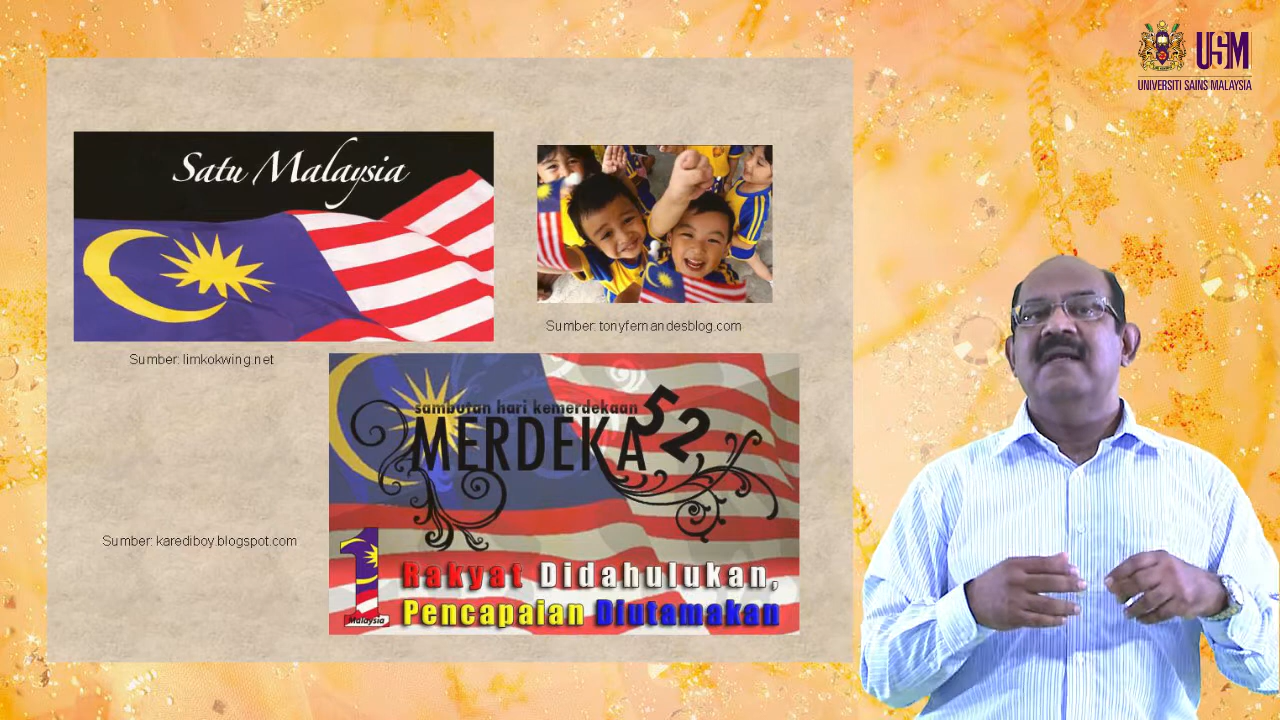 USM
UNIVERSITI SAINS MALAYSIA
Satu Malaysia
Sumber: tonyfernandesblog.com
Sumber: limkokwing.net
sambutan hari kemerdekaan
MERDEKA 52
Sumber: karediboy.blogspot.com
1
Malaysia
Rakyat Didahulukan,
Pencapaian Diutamakan